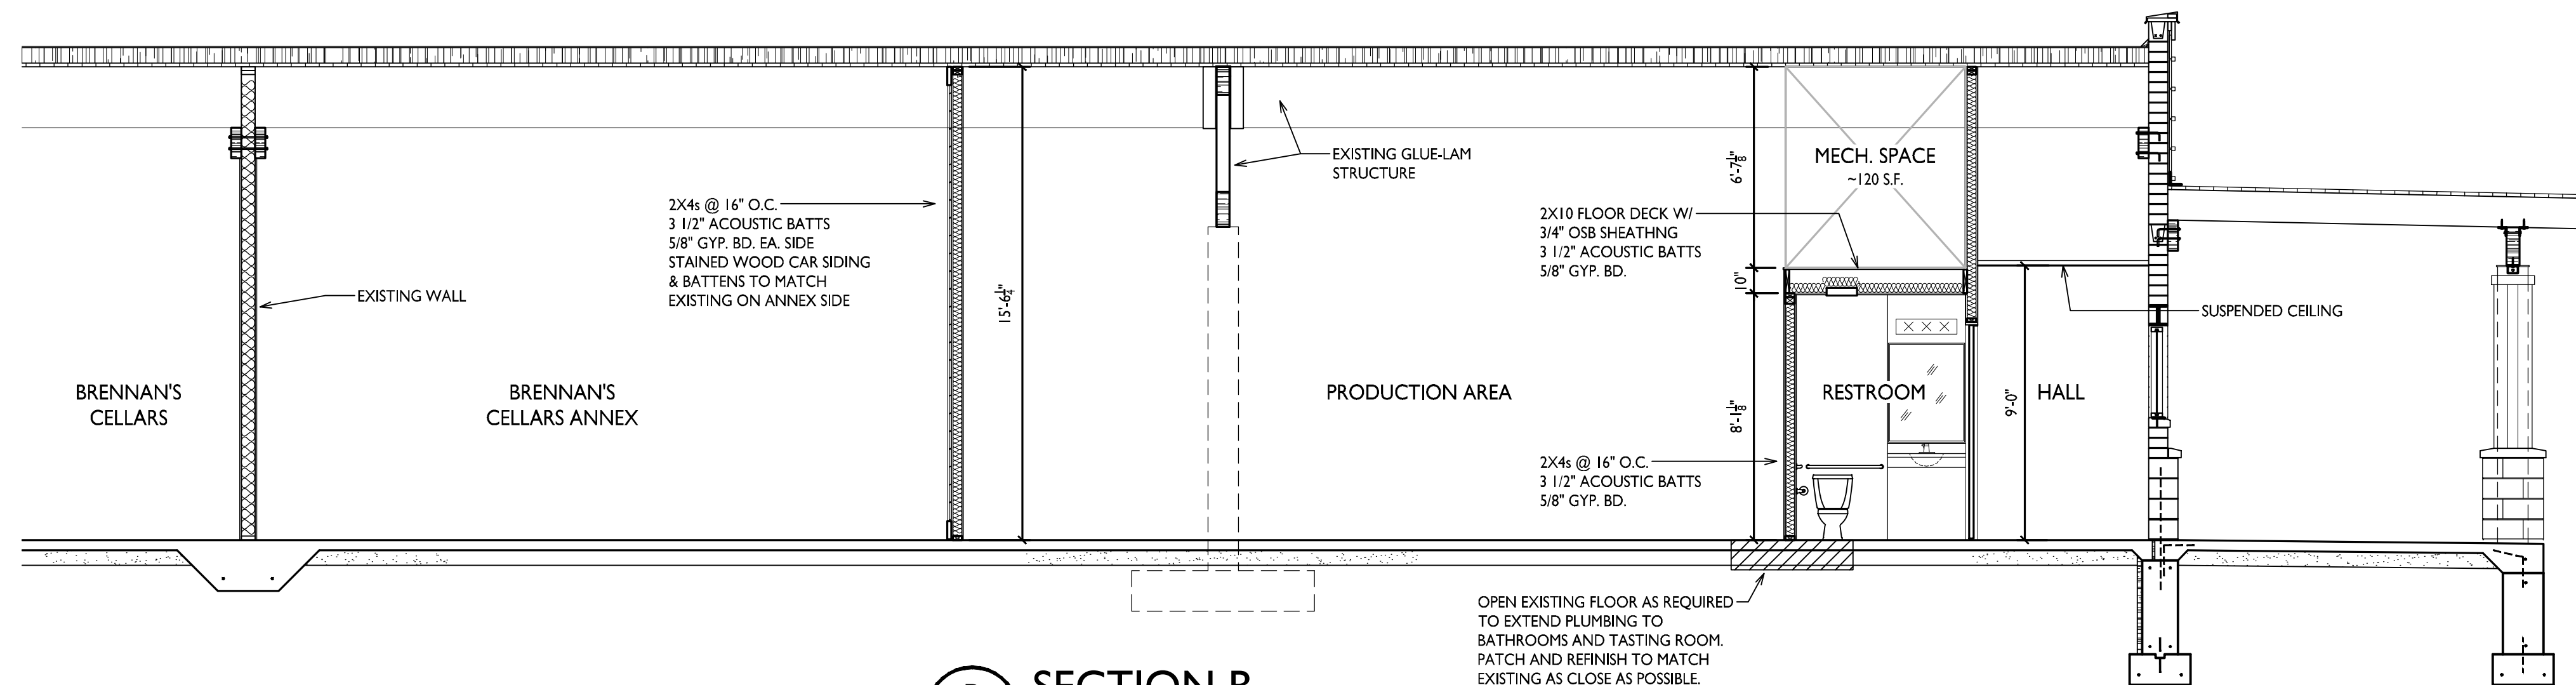 EXISTING GLUE-LAM
STRUCTURE
MECH. SPACE
~120 S.F.
6'-7 1/8"
2X4s @ 16" O.C.
3 1/2" ACOUSTIC BATTS
5/8" GYP. BD. EA. SIDE
STAINED WOOD CAR SIDING
& BATTENS TO MATCH
EXISTING ON ANNEX SIDE
2X10 FLOOR DECK W/
3/4" OSB SHEATHNG
3 1/2" ACOUSTIC BATTS
5/8" GYP. BD.
10"
EXISTING WALL
15'-6 1/4"
SUSPENDED CEILING
BRENNAN'S
CELLARS
BRENNAN'S
CELLARS ANNEX
PRODUCTION AREA
8'-1 1/8"
RESTROOM
9'-0"
HALL
2X4s @ 16" O.C.
3 1/2" ACOUSTIC BATTS
5/8" GYP. BD.
OPEN EXISTING FLOOR AS REQUIRED
TO EXTEND PLUMBING TO
BATHROOMS AND TASTING ROOM.
PATCH AND REFINISH TO MATCH
EXISTING AS CLOSE AS POSSIBLE.
SECTION B